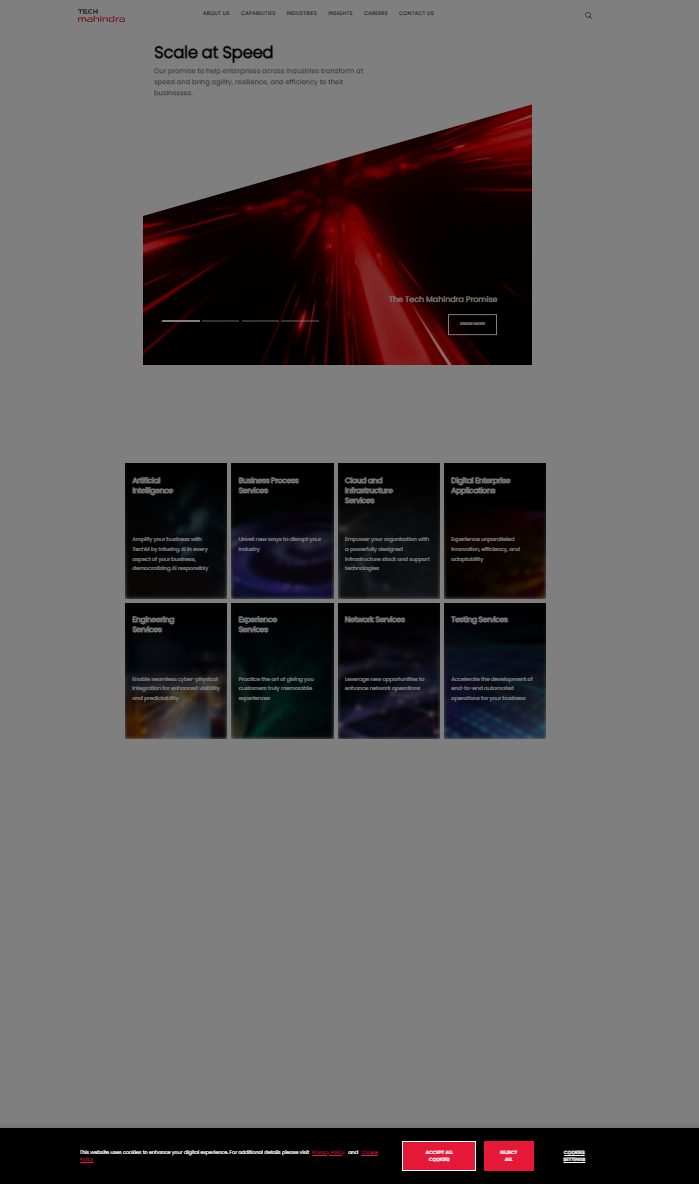 TECH
mahindra
ABOUT US CAPABILITIES INDUSTRIES INSIGHTS CAREERS CONTACT US
Scale at Speed
Our promise to help enterprises across industries transform at
speed and bring agility, resilience, and efficiency to their
businesses.
The Tech Mahindra Promise
KNOW MORE
Artificial
Intelligence
Amplify your business with
TechM by infusing AI in every
aspect of your business,
democratizing AI responsibly
Business Process
Services
Unveil new ways to disrupt your
industry
Cloud and
Infrastructure
Services
Empower your organization with
a powerfully designed
infrastructure stack and support
technologies
Digital Enterprise
Applications
Experience unparalleled
innovation, efficiency, and
adaptability
Engineering
Services
Enable seamless cyber-physical
integration for enhanced visibility
and predictability
Experience
Services
Practice the art of giving you
customers truly memorable
experiences
Network Services
Leverage new opportunities to
enhance network operations
Testing Services
Accelerate the development of
end-to-end automated
operations for your business
This website uses cookies to enhance your digital experience. For additional details please visit Privacy Policy and Cookie
Policy
ACCEPT ALL
COOKIES
REJECT
ALL
COOKIES
SETTINGS